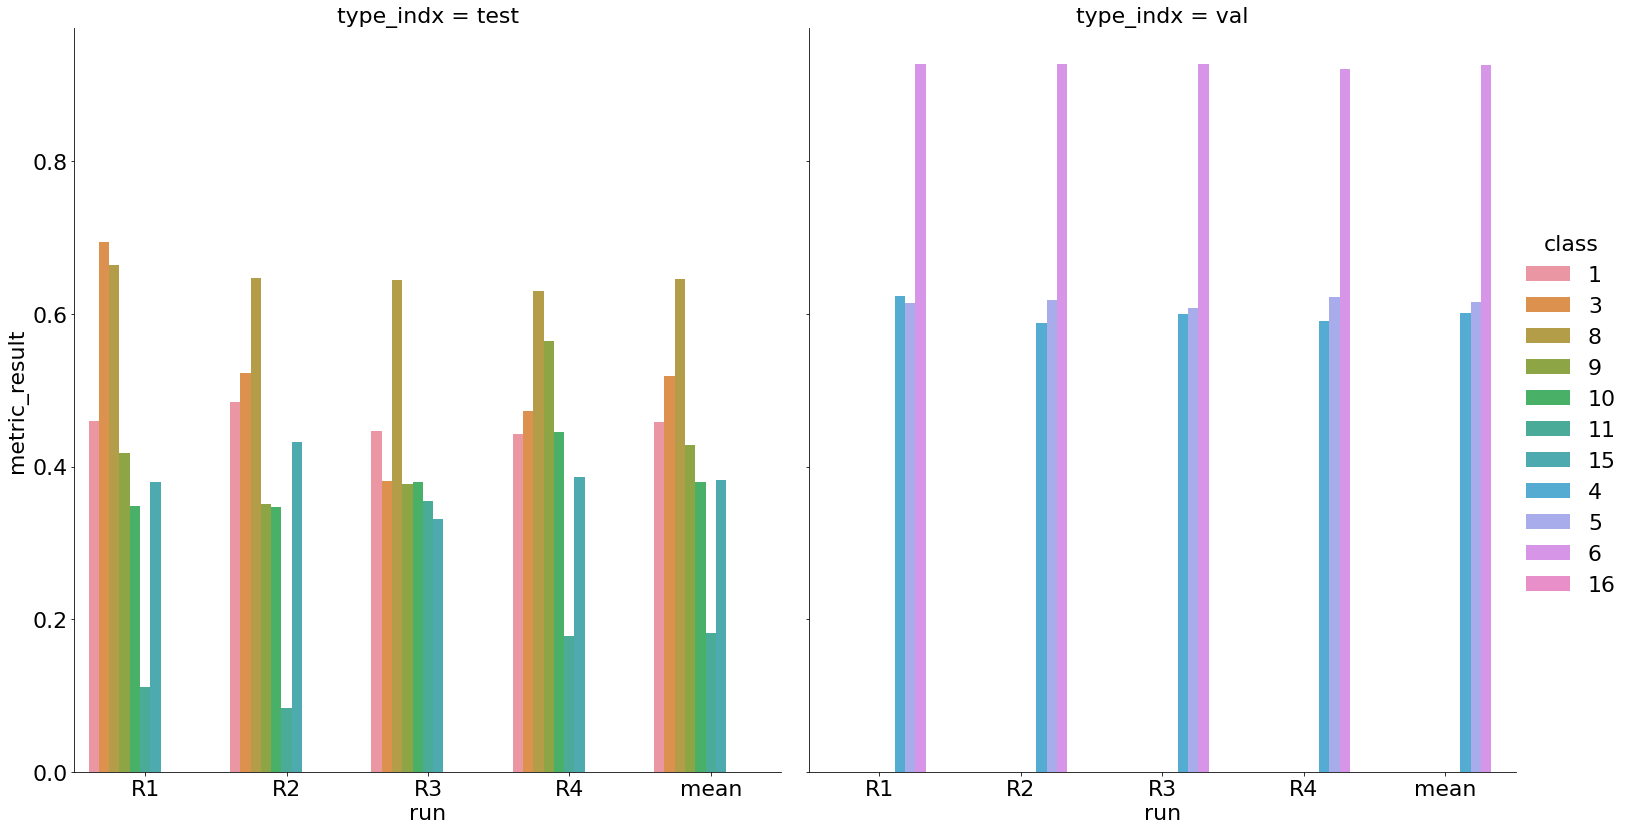 type_indx = test
type_indx = val
metric_result
0.8
0.6
0.4
0.2
0.0
R1 R2 R3 R4 mean
run
R1 R2 R3 R4 mean
run
class
1
3
8
9
10
11
15
4
5
6
16